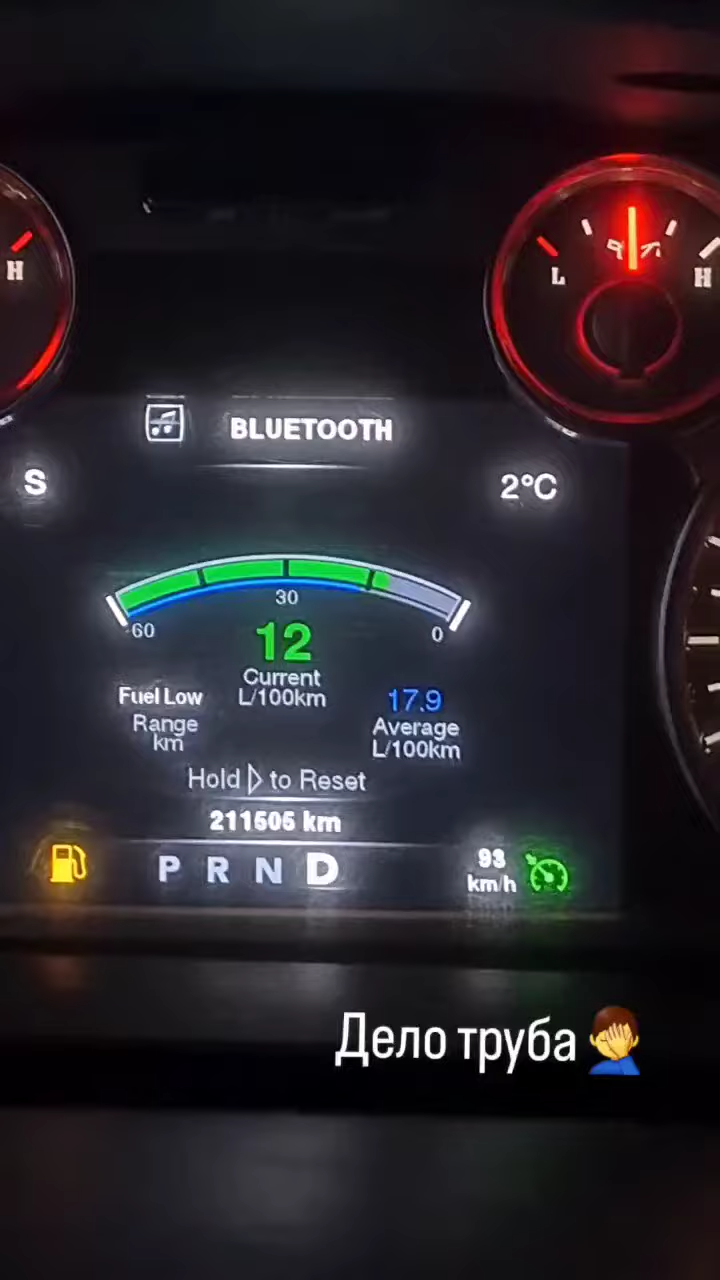 H
L H
BLUETOOTH
S
2°C
60 30 0
12
Current
L/100km
Fuel Low
Range
km
17.9
Average
L/100km
Hold ▷ to Reset
211505 km
P R N D
93
km/h
Дело труба 🤦‍♂️